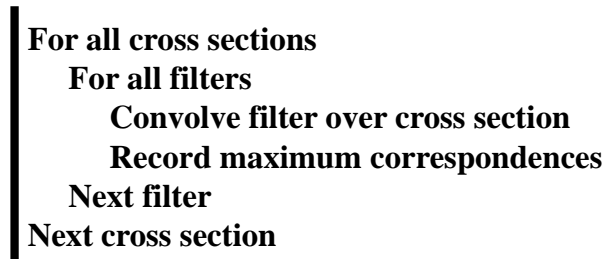 For all cross sections
For all filters
Convolve filter over cross section
Record maximum correspondences
Next filter
Next cross section